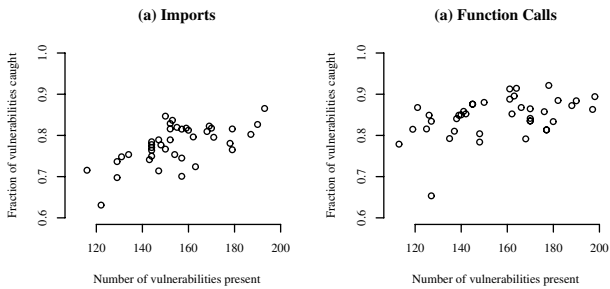 (a) Imports
Fraction of vulnerabilities caught
1.0
0.9
0.8
0.7
0.6
120 140 160 180 200
Number of vulnerabilities present
(a) Function Calls
Fraction of vulnerabilities caught
1.0
0.9
0.8
0.7
0.6
120 140 160 180 200
Number of vulnerabilities present